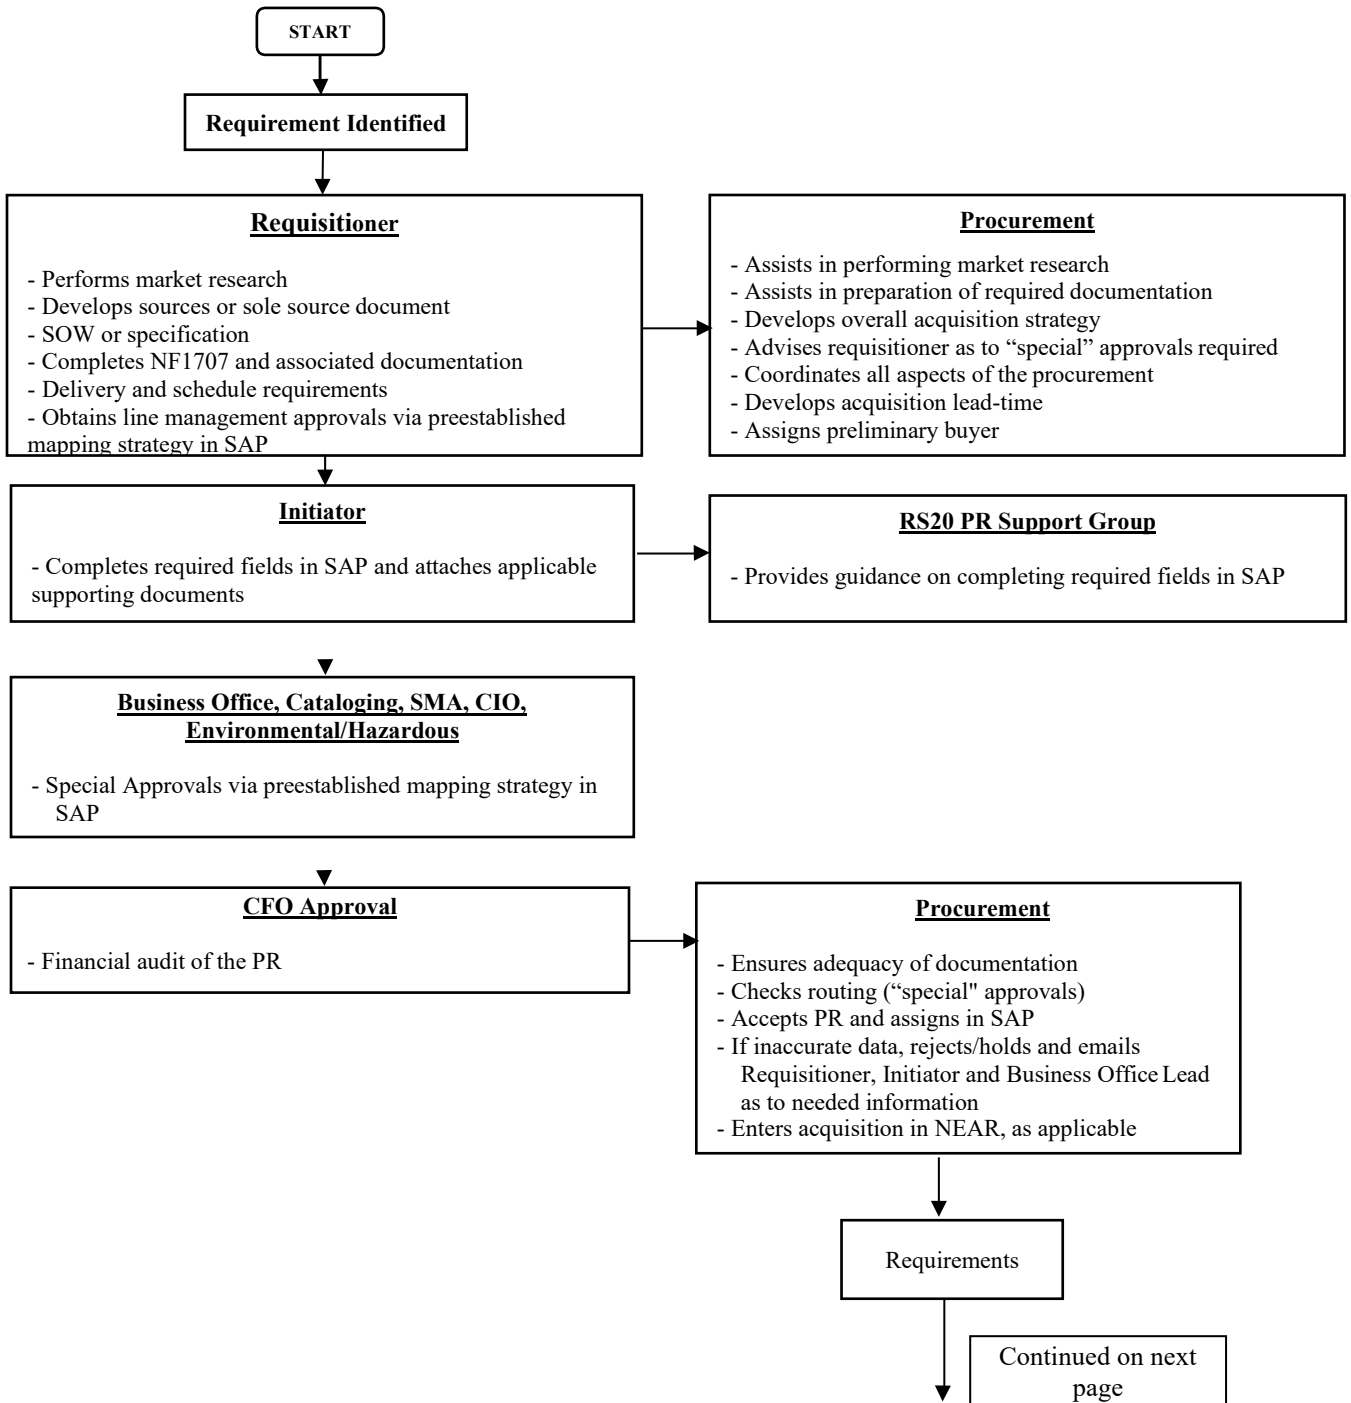 START
Requirement Identified
Requisitioner
- Performs market research
- Develops sources or sole source document
- SOW or specification
- Completes NF1707 and associated documentation
- Delivery and schedule requirements
- Obtains line management approvals via preestablished
mapping strategy in SAP
Procurement
- Assists in performing market research
- Assists in preparation of required documentation
- Develops overall acquisition strategy
- Advises requisitioner as to “special” approvals required
- Coordinates all aspects of the procurement
- Develops acquisition lead-time
- Assigns preliminary buyer
Initiator
- Completes required fields in SAP and attaches applicable
supporting documents
RS20 PR Support Group
- Provides guidance on completing required fields in SAP
Business Office, Cataloging, SMA, CIO,
Environmental/Hazardous
- Special Approvals via preestablished mapping strategy in
SAP
CFO Approval
- Financial audit of the PR
Procurement
- Ensures adequacy of documentation
- Checks routing (“special" approvals)
- Accepts PR and assigns in SAP
- If inaccurate data, rejects/holds and emails
Requisitioner, Initiator and Business Office Lead
as to needed information
- Enters acquisition in NEAR, as applicable
Requirements
Continued on next
page